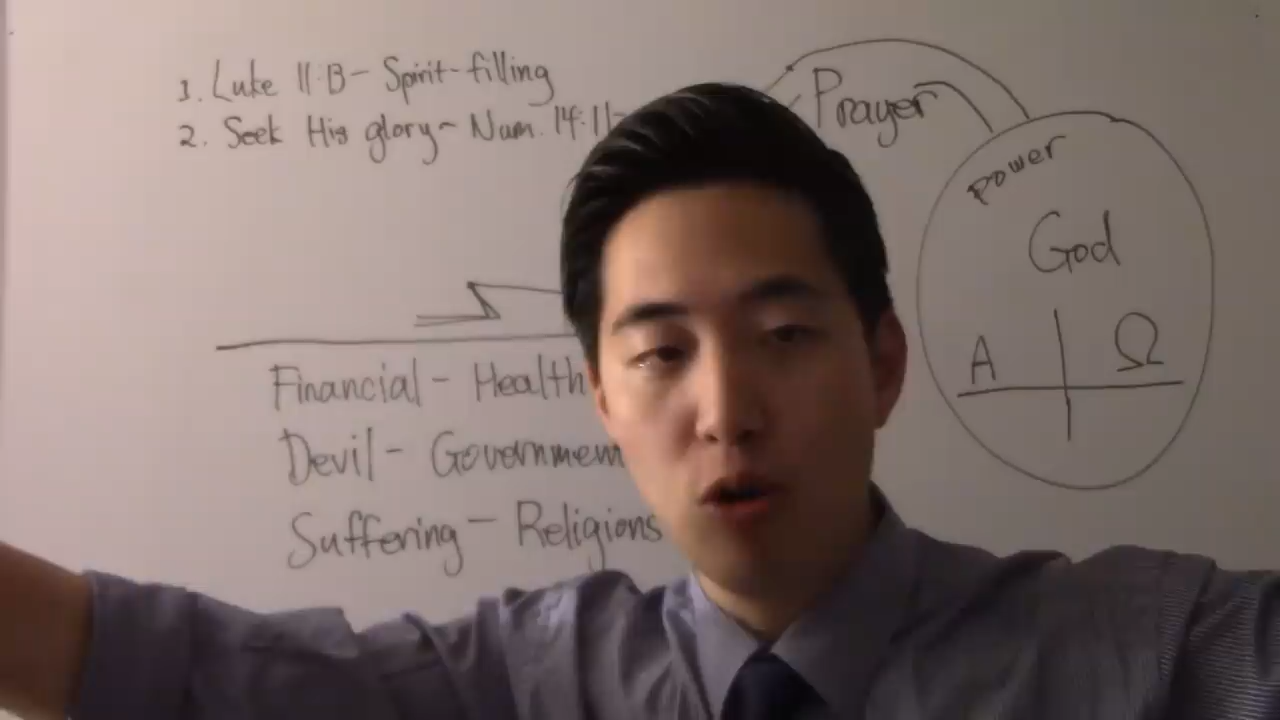 1. Luke 11:13- Spirit-filling
2. Seek His glory- Num. 14:11-
Prayer
power
God
A Ω
Financial - Health
Devil - Governmen
Suffering - Religions